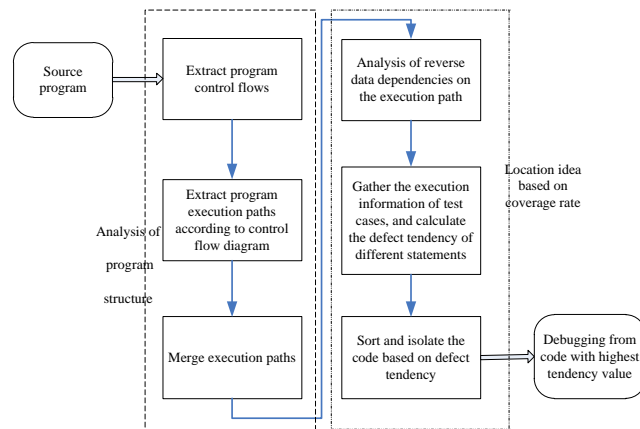 Source
program
Extract program
control flows
Extract program
execution paths
according to control
flow diagram
Merge execution paths
Analysis of
program
structure
Analysis of reverse
data dependencies on
the execution path
Gather the execution
information of test
cases, and calculate
the defect tendency of
different statements
Sort and isolate the
code based on defect
tendency
Location idea
based on
coverage rate
Debugging from
code with highest
tendency value